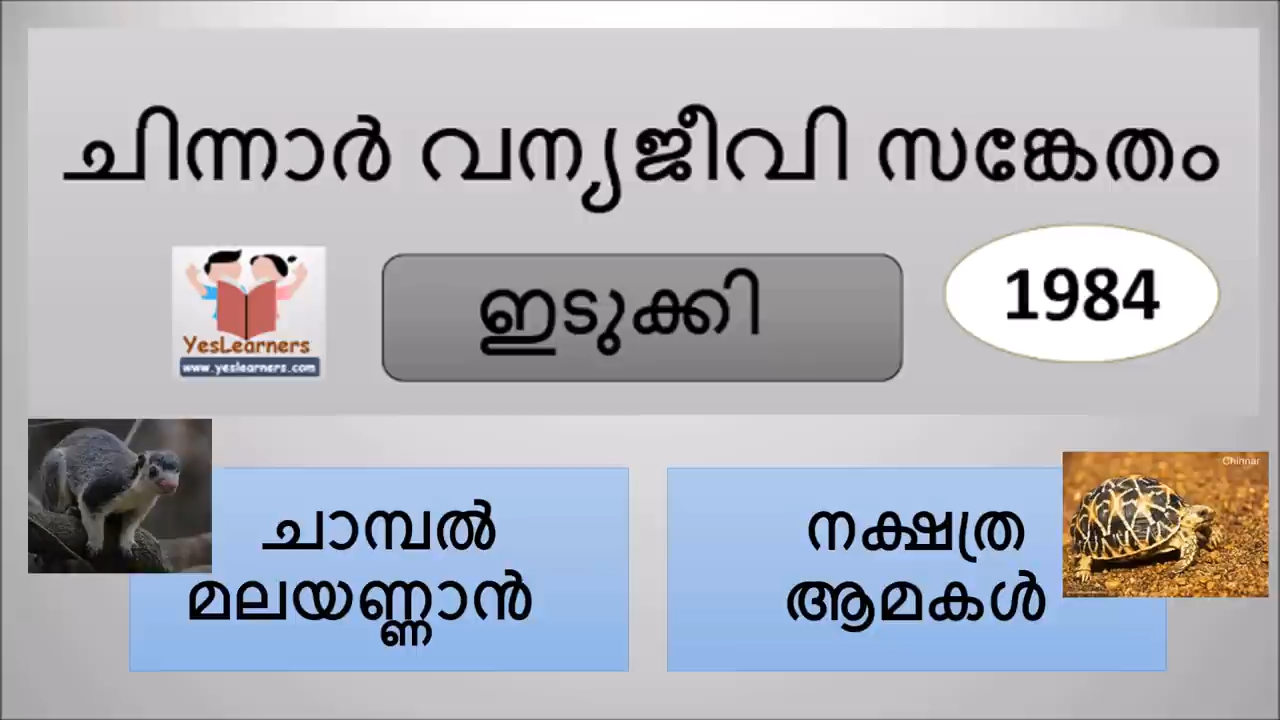 ചിന്നാർ വന്യജീവി സങ്കേതം
YesLearners
www.yeslearners.com
ഇടുക്കി
1984
ചാമ്പൽ
മലയണ്ണാൻ
നക്ഷത്ര
ആമകൾ
Chinnar